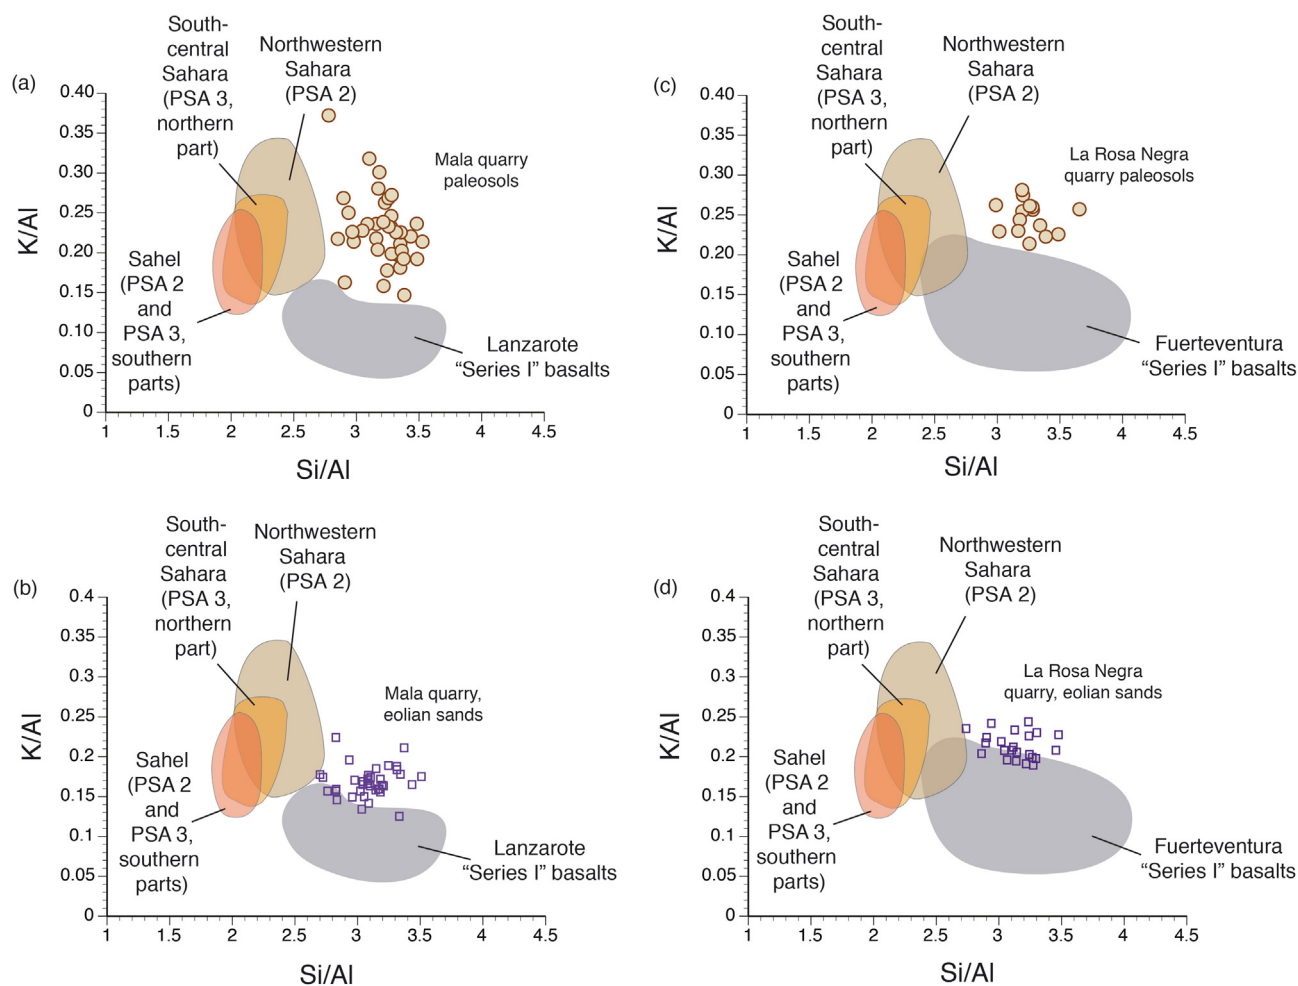 (a)
South-
central
Sahara
(PSA 3,
northern
part)
Northwestern
Sahara
(PSA 2)
Mala quarry
paleosols
Sahel
(PSA 2
and
PSA 3,
southern
parts)
Lanzarote
“Series I” basalts
K/Al
0.40
0.35
0.30
0.25
0.20
0.15
0.10
0.05
0
1 1.5 2 2.5 3 3.5 4 4.5
Si/Al
(c)
South-
central
Sahara
(PSA 3,
northern
part)
Northwestern
Sahara
(PSA 2)
La Rosa Negra
quarry paleosols
Sahel
(PSA 2
and
PSA 3,
southern
parts)
Fuerteventura
“Series I” basalts
K/Al
0.40
0.35
0.30
0.25
0.20
0.15
0.10
0.05
0
1 1.5 2 2.5 3 3.5 4 4.5
Si/Al
(b)
South-
central
Sahara
(PSA 3,
northern
part)
Northwestern
Sahara
(PSA 2)
Mala quarry,
eolian sands
Sahel
(PSA 2
and
PSA 3,
southern
parts)
Lanzarote
“Series I” basalts
K/Al
0.4
0.35
0.3
0.25
0.2
0.15
0.1
0.05
0
1 1.5 2 2.5 3 3.5 4 4.5
Si/Al
(d)
South-
central
Sahara
(PSA 3,
northern
part)
Northwestern
Sahara
(PSA 2)
La Rosa Negra
quarry, eolian sands
Sahel
(PSA 2
and
PSA 3,
southern
parts)
Fuerteventura
“Series I” basalts
K/Al
0.4
0.35
0.3
0.25
0.2
0.15
0.1
0.05
0
1 1.5 2 2.5 3 3.5 4 4.5
Si/Al